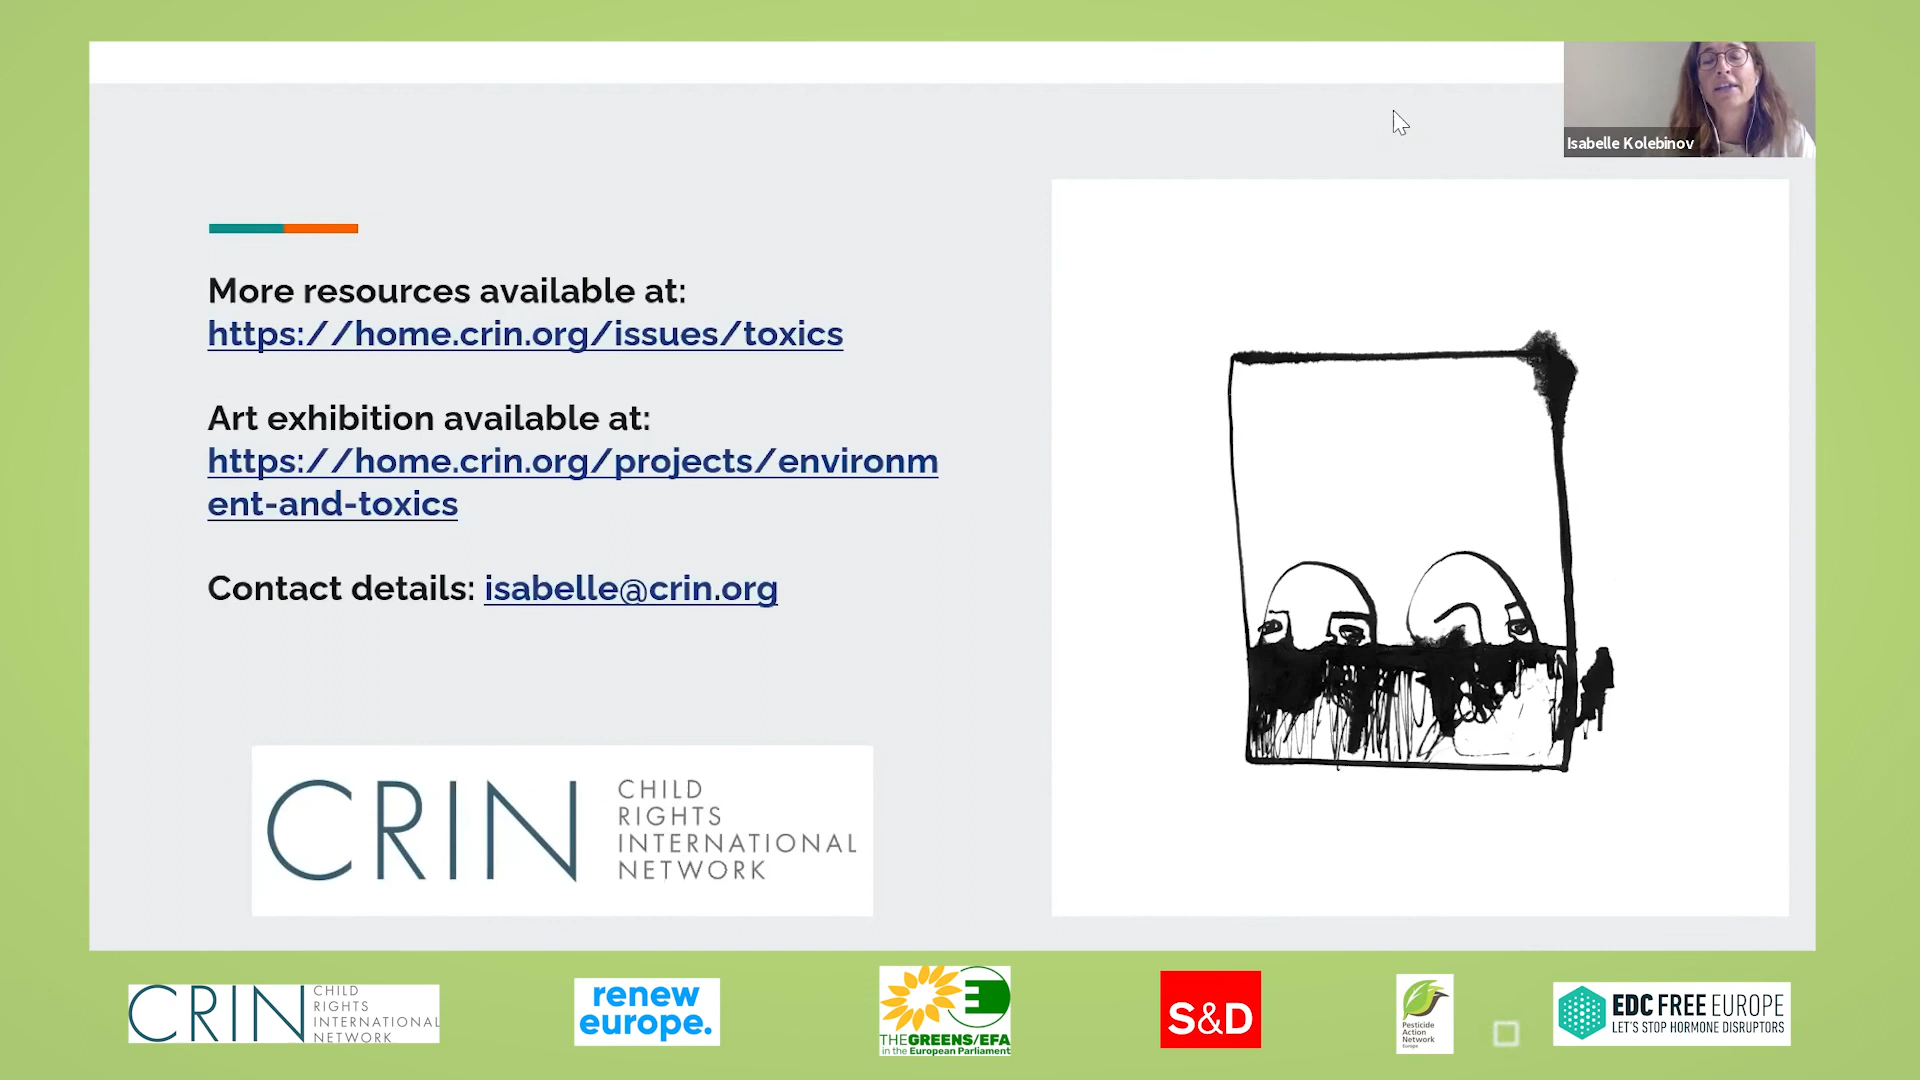 Isabelle Kolebinov
More resources available at:
https://home.crin.org/issues/toxics
Art exhibition available at:
https://home.crin.org/projects/environm
ent-and-toxics
Contact details: isabelle@crin.org
CRIN
CHILD
RIGHTS
INTERNATIONAL
NETWORK
CRIN
CHILD
RIGHTS
INTERNATIONAL
NETWORK
renew
europe.
THE GREENS/EFA
in the European Parliament
S&D
Pesticide
Action
Network
Europe
EDC FREE EUROPE
LET'S STOP HORMONE DISRUPTORS